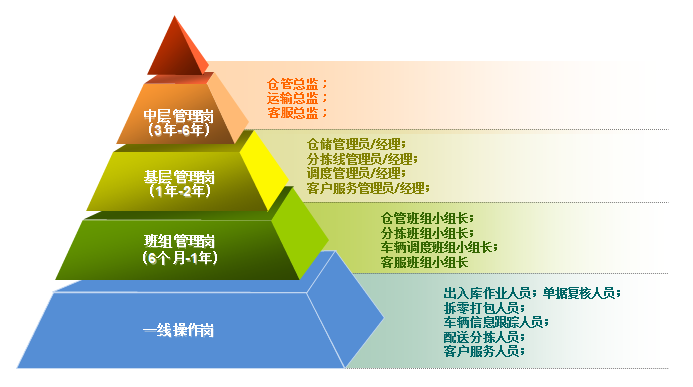 中层管理岗
（3年-6年）
仓管总监；
运输总监；
客服总监；
基层管理岗
（1年-2年）
仓储管理员/经理；
分拣线管理员/经理；
调度管理员/经理；
客户服务管理员/经理；
班组管理岗
（6个月-1年）
仓管班组小组长；
分拣班组小组长；
车辆调度班组小组长；
客服班组小组长
一线操作岗
出入库作业人员；单据复核人员；
拆零打包人员；
车辆信息跟踪人员；
配送分拣人员；
客户服务人员；